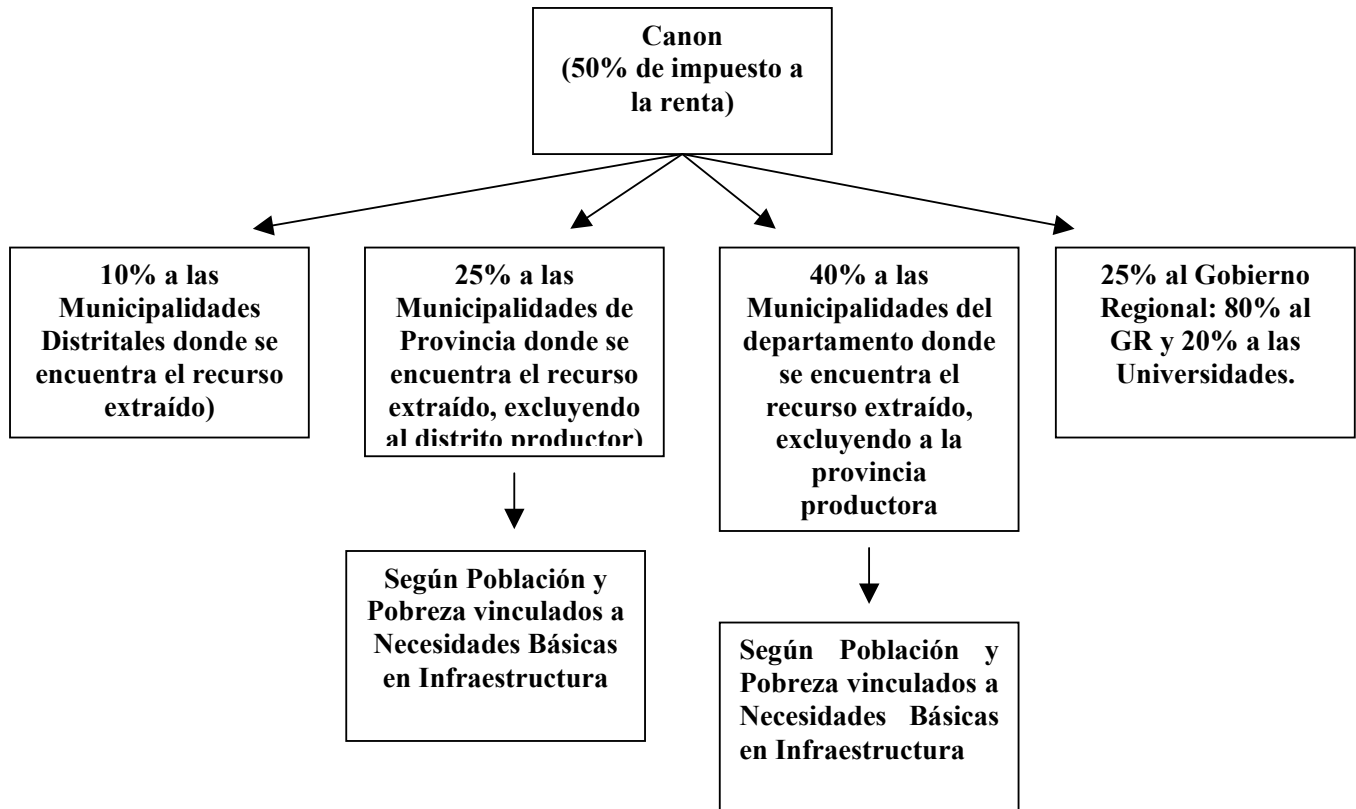 Canon
(50% de impuesto a
la renta)
10% a las
Municipalidades
Distritales donde se
encuentra el recurso
extraído)
25% a las
Municipalidades de
Provincia donde se
encuentra el recurso
extraído, excluyendo
al distrito productor)
40% a las
Municipalidades del
departamento donde
se encuentra el
recurso extraído,
excluyendo a la
provincia
productora
25% al Gobierno
Regional: 80% al
GR y 20% a las
Universidades.
Según Población y
Pobreza vinculados a
Necesidades Básicas
en Infraestructura
Según Población y
Pobreza vinculados a
Necesidades Básicas
en Infraestructura